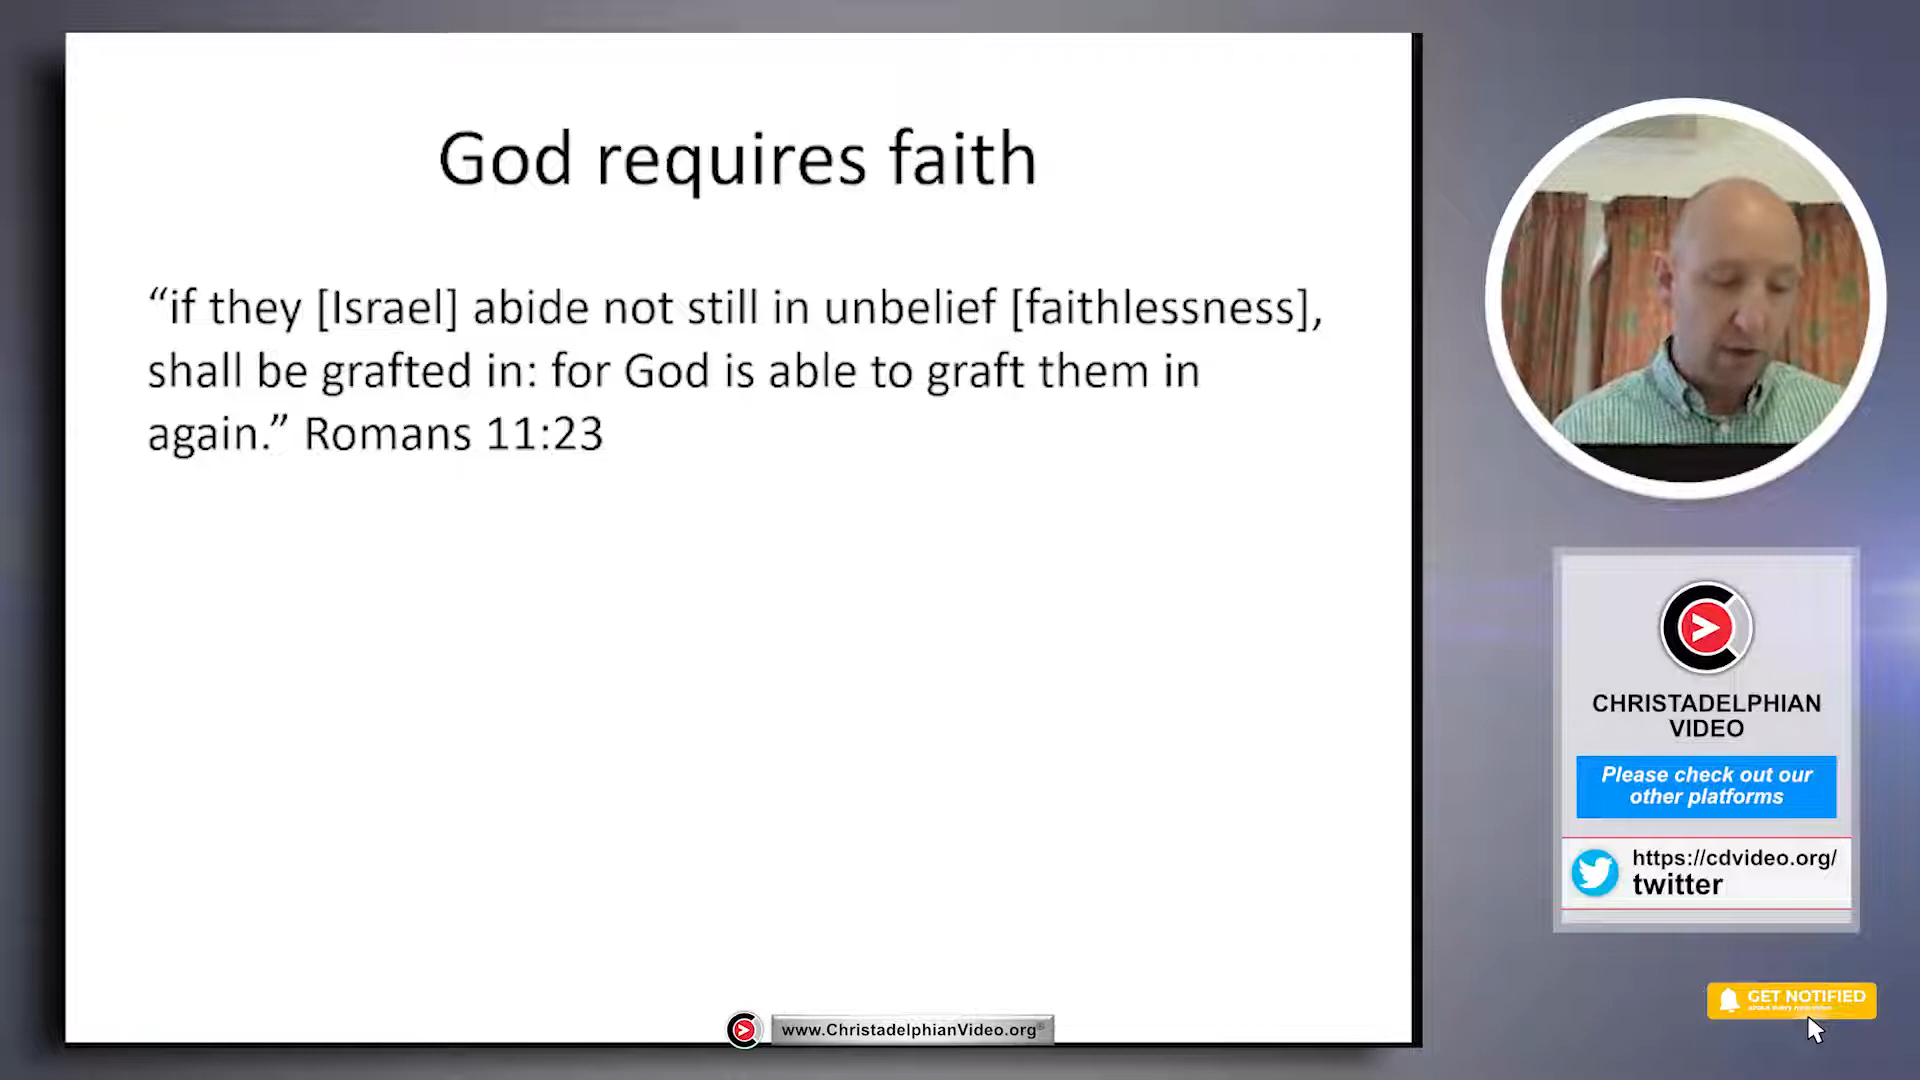 God requires faith
“if they [Israel] abide not still in unbelief [faithlessness],
shall be grafted in: for God is able to graft them in
again.” Romans 11:23
CHRISTADELPHIAN
VIDEO
Please check out our
other platforms
https://cdvideo.org/
twitter
GET NOTIFIED
www.ChristadelphianVideo.org